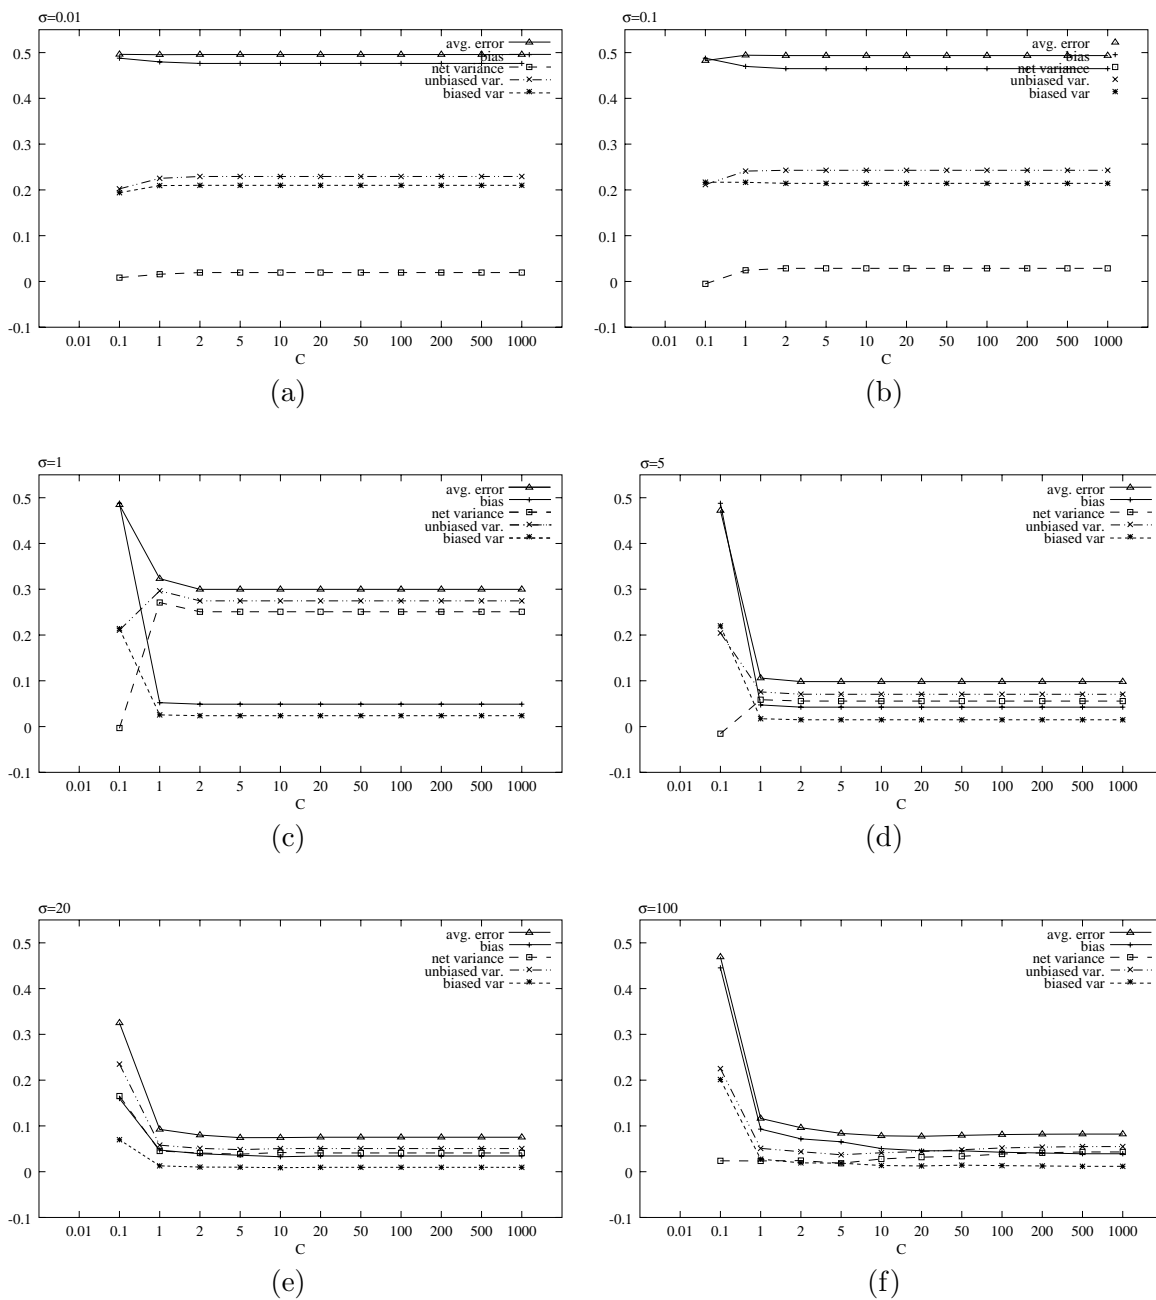 σ=0.01
avg. error
bias
net variance
unbiased var.
biased var
0.5
0.4
0.3
0.2
0.1
0
-0.1
0.01 0.1 1 2 5 10 20 50 100 200 500 1000
C
(a)
σ=0.1
avg. error
bias
net variance
unbiased var.
biased var
0.5
0.4
0.3
0.2
0.1
0
-0.1
0.01 0.1 1 2 5 10 20 50 100 200 500 1000
C
(b)
σ=1
avg. error
bias
net variance
unbiased var.
biased var
0.5
0.4
0.3
0.2
0.1
0
-0.1
0.01 0.1 1 2 5 10 20 50 100 200 500 1000
C
(c)
σ=5
avg. error
bias
net variance
unbiased var.
biased var
0.5
0.4
0.3
0.2
0.1
0
-0.1
0.01 0.1 1 2 5 10 20 50 100 200 500 1000
C
(d)
σ=20
avg. error
bias
net variance
unbiased var.
biased var
0.5
0.4
0.3
0.2
0.1
0
-0.1
0.01 0.1 1 2 5 10 20 50 100 200 500 1000
C
(e)
σ=100
avg. error
bias
net variance
unbiased var.
biased var
0.5
0.4
0.3
0.2
0.1
0
-0.1
0.01 0.1 1 2 5 10 20 50 100 200 500 1000
C
(f)